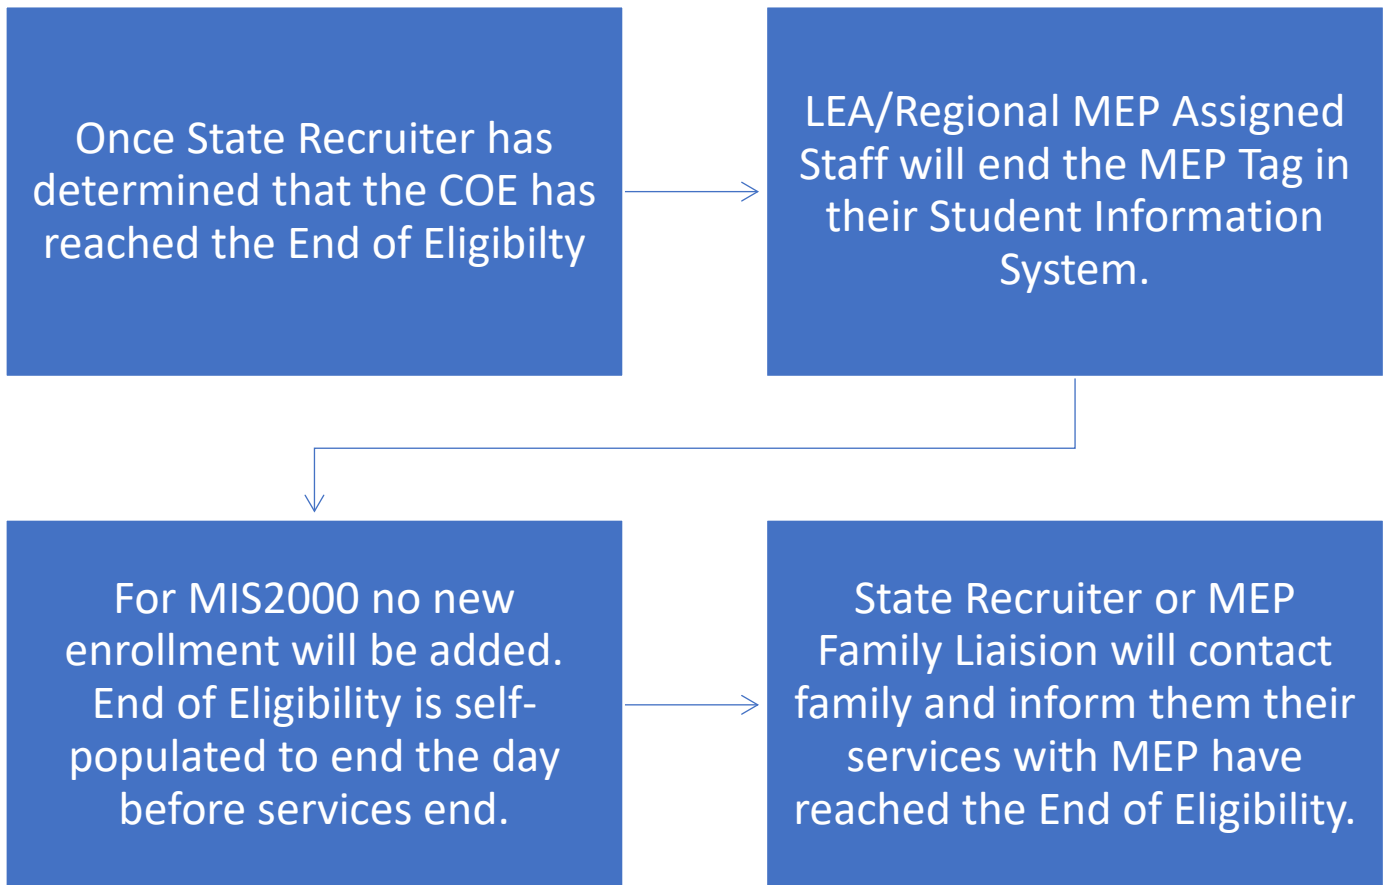 Once State Recruiter has
determined that the COE has
reached the End of Eligibilty
LEA/Regional MEP Assigned
Staff will end the MEP Tag in
their Student Information
System.
For MIS2000 no new
enrollment will be added.
End of Eligibility is self-
populated to end the day
before services end.
State Recruiter or MEP
Family Liaision will contact
family and inform them their
services with MEP have
reached the End of Eligibility.